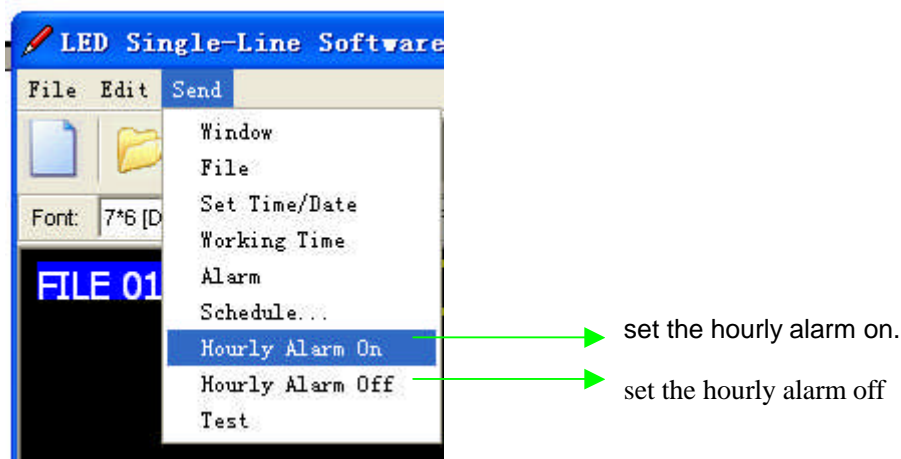 LED Single-Line Software
File Edit Send
Window
File
Set Time/Date
Font: 7*6 [D
Working Time
Alarm
FILE 01
Schedule...
Hourly Alarm On
set the hourly alarm on.
Hourly Alarm Off
set the hourly alarm off
Test